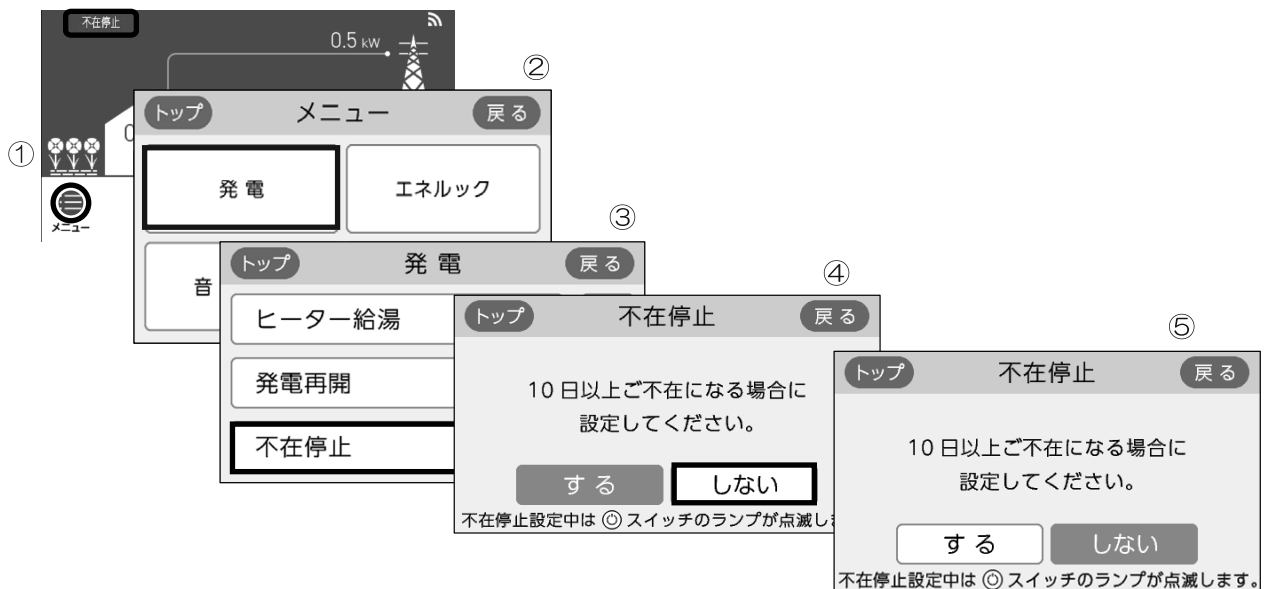 不在停止
0.5 kW
①
0
メニュー
②
トップ メニュー 戻る
発電 エネルック
音
③
トップ 発電 戻る
ヒーター給湯
発電再開
不在停止
④
トップ 不在停止 戻る
10日以上ご不在になる場合に
設定してください。
する しない
不在停止設定中は スイッチのランプが点滅し
⑤
トップ 不在停止 戻る
10日以上ご不在になる場合に
設定してください。
する しない
不在停止設定中は スイッチのランプが点滅します。